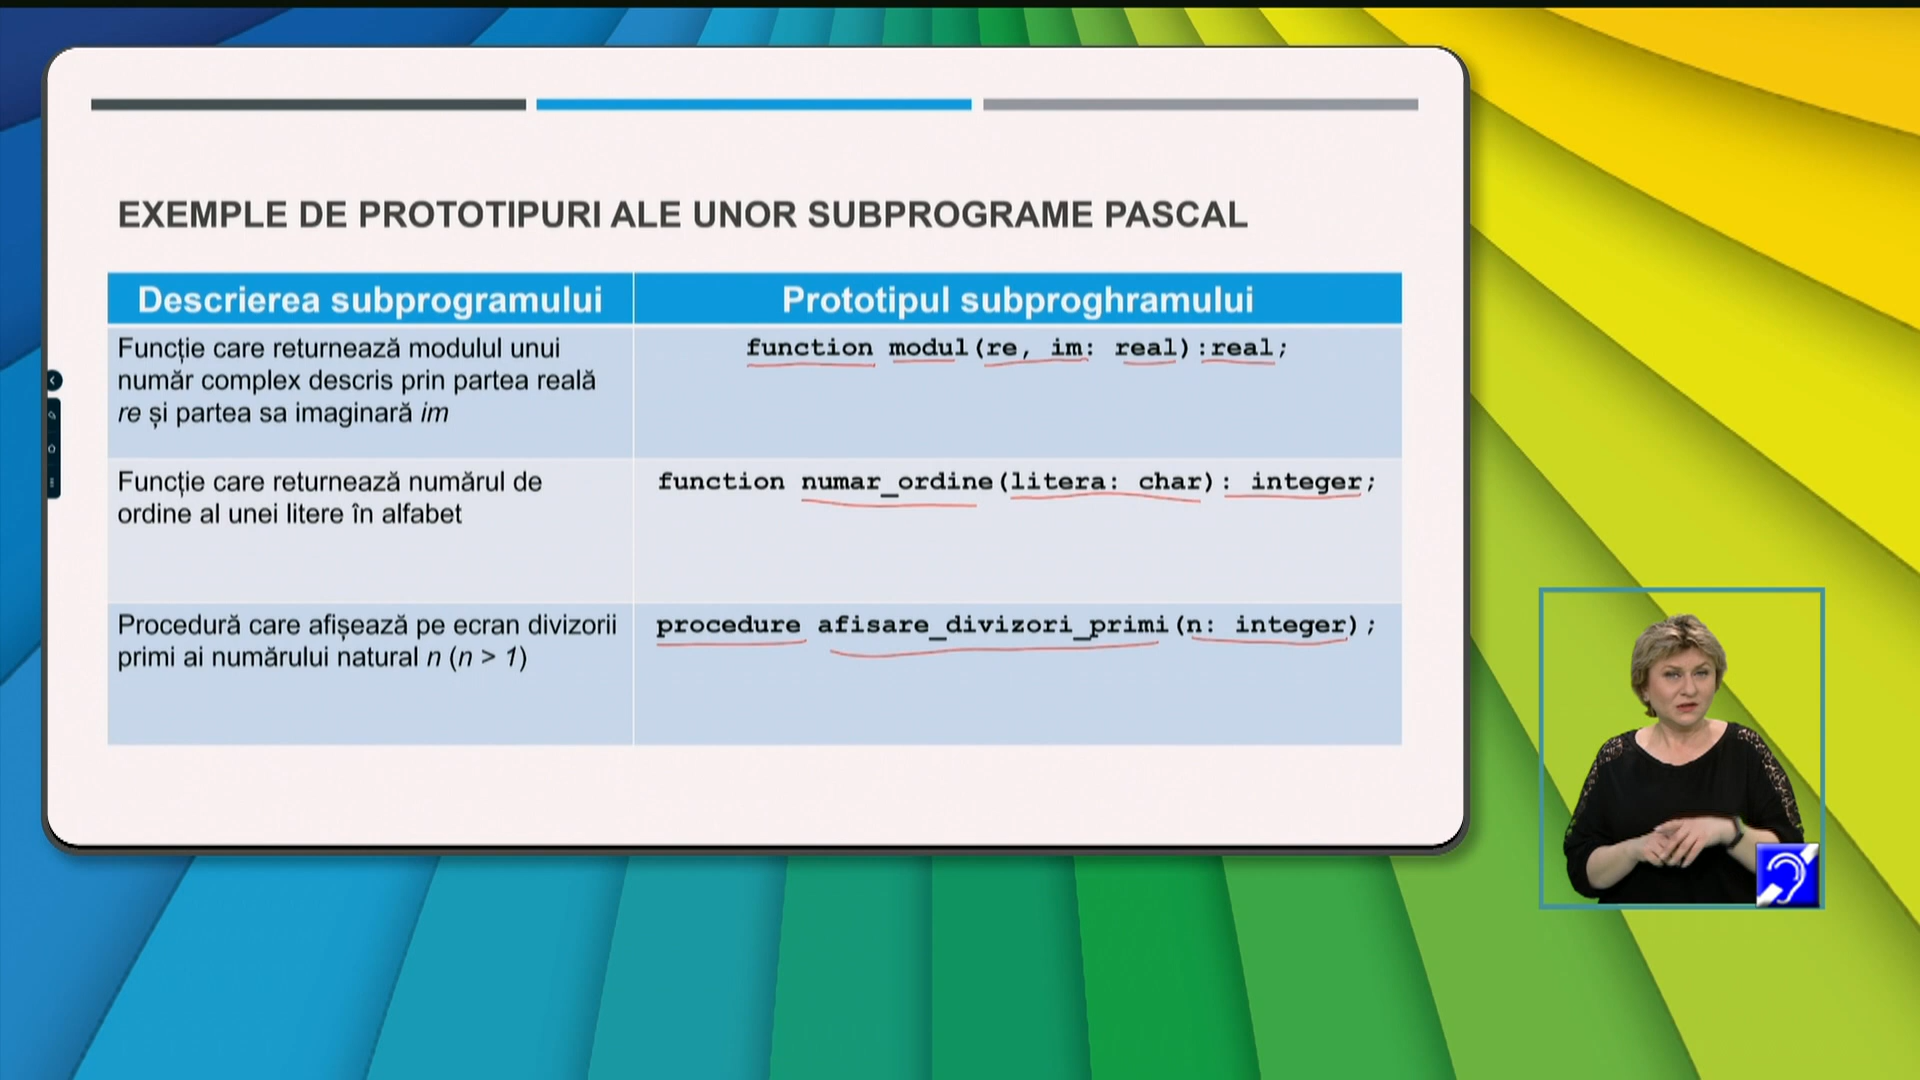 EXEMPLE DE PROTOTIPURI ALE UNOR SUBPROGRAME PASCAL
Descrierea subprogramului
Prototipul subproghramului
Funcție care returnează modulul unui
număr complex descris prin partea reală
re și partea sa imaginară im
function modul(re, im: real):real;
Funcție care returnează numărul de
ordine al unei litere în alfabet
function numar_ordine(litera: char): integer;
Procedură care afișează pe ecran divizorii
primi ai numărului natural n (n > 1)
procedure afisare_divizori_primi(n: integer);